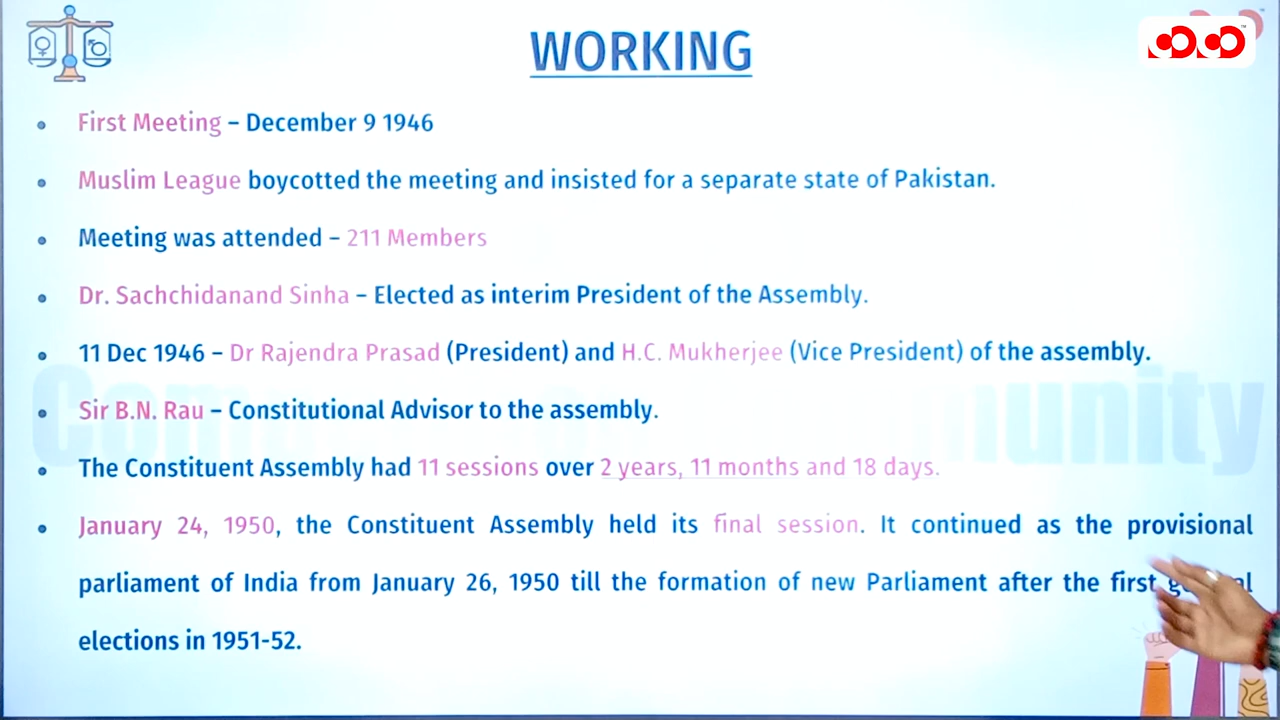 WORKING
First Meeting – December 9 1946
Muslim League boycotted the meeting and insisted for a separate state of Pakistan.
Meeting was attended – 211 Members
Dr. Sachchidanand Sinha – Elected as interim President of the Assembly.
11 Dec 1946 – Dr Rajendra Prasad (President) and H.C. Mukherjee (Vice President) of the assembly.
Sir B.N. Rau – Constitutional Advisor to the assembly.
The Constituent Assembly had 11 sessions over 2 years, 11 months and 18 days.
January 24, 1950, the Constituent Assembly held its final session. It continued as the provisional
parliament of India from January 26, 1950 till the formation of new Parliament after the first
elections in 1951-52.